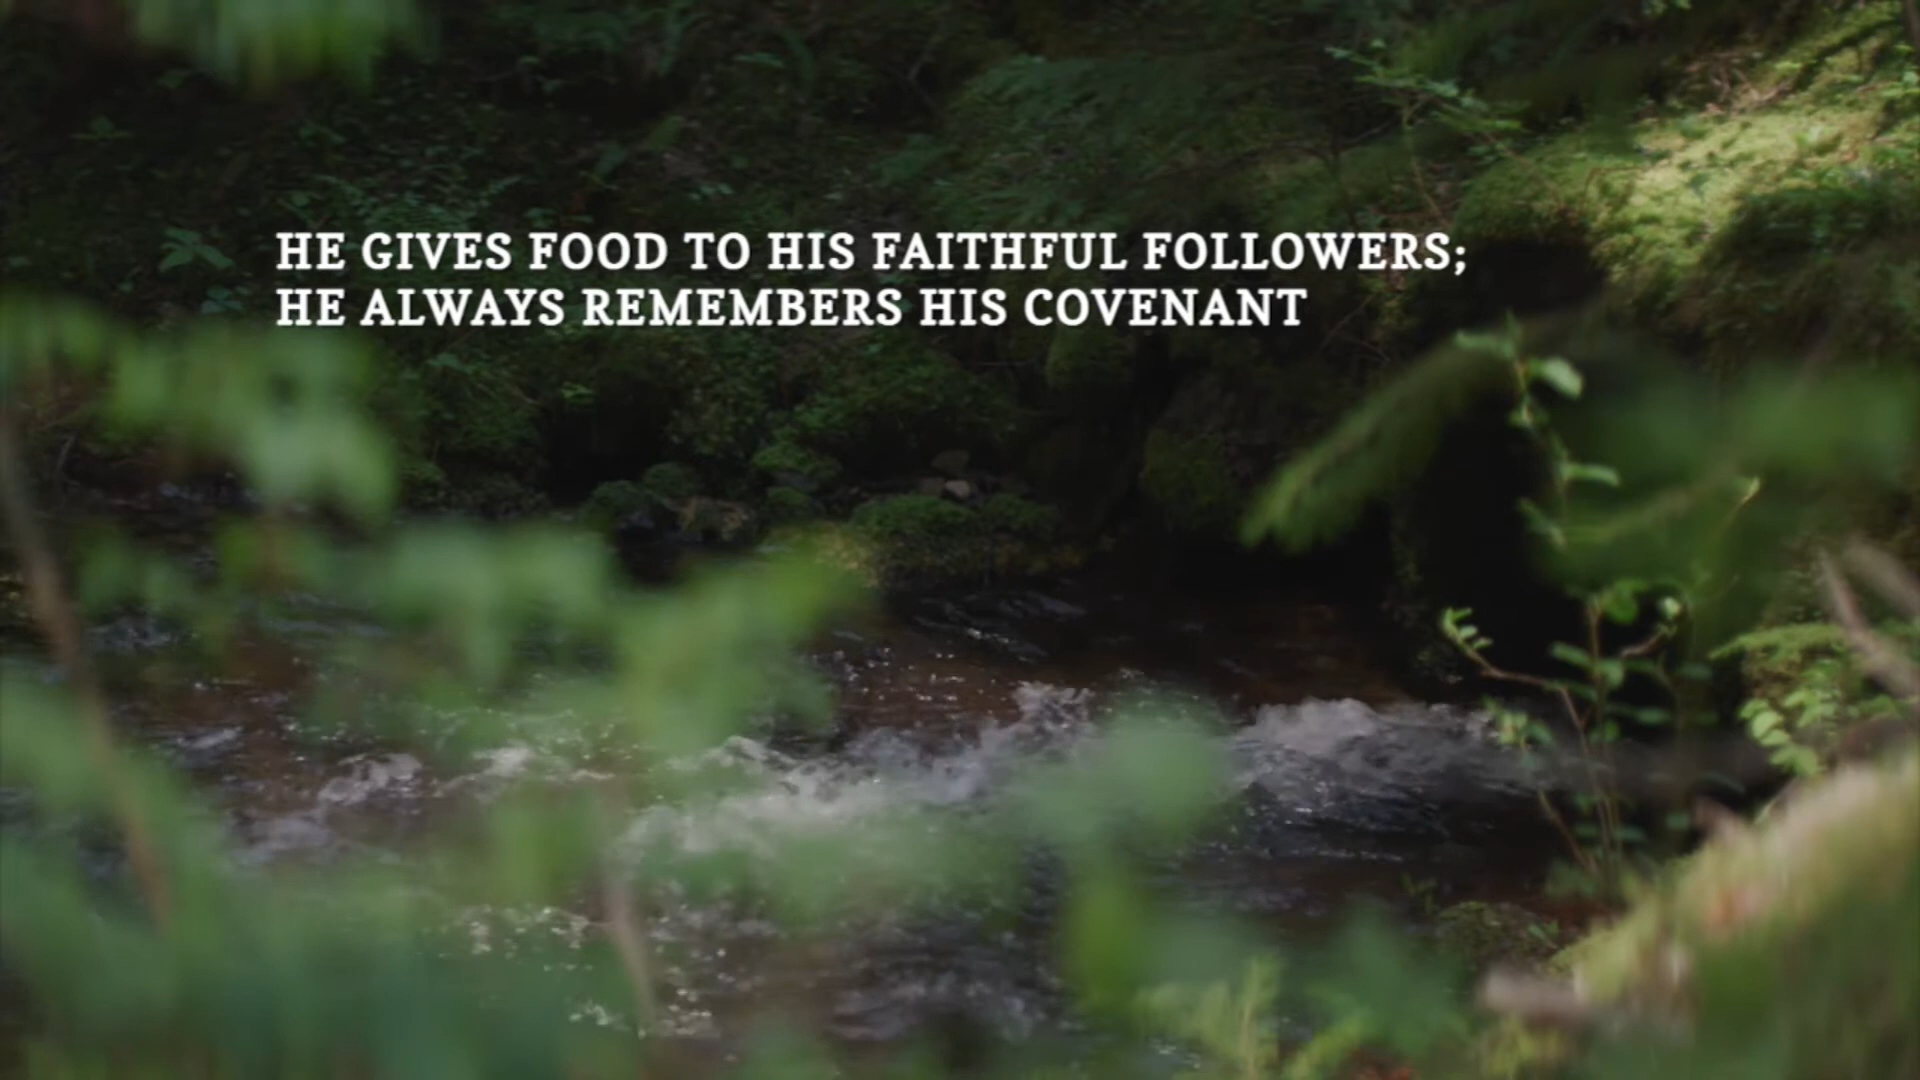 HE GIVES FOOD TO HIS FAITHFUL FOLLOWERS;
HE ALWAYS REMEMBERS HIS COVENANT